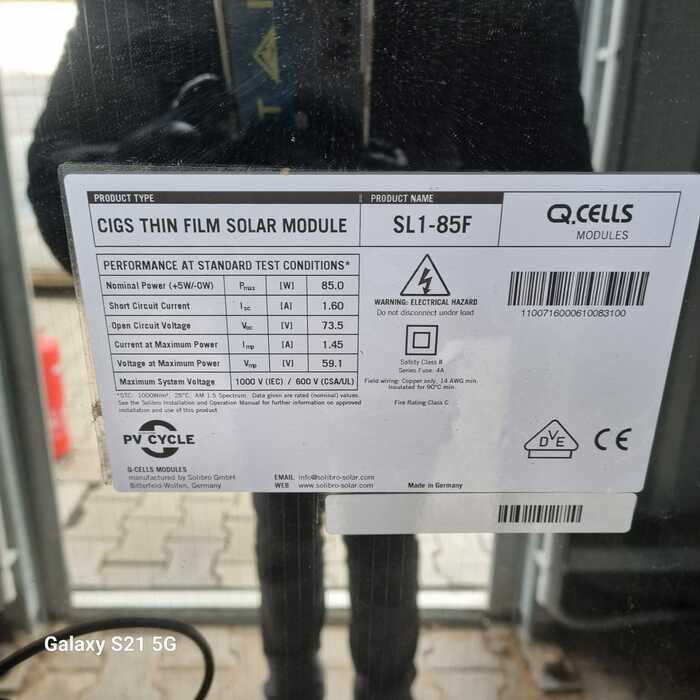 PRODUCT TYPE
CIGS THIN FILM SOLAR MODULE
PRODUCT NAME
SL1-85F
Q.CELLS
MODULES
PERFORMANCE AT STANDARD TEST CONDITIONS*
Nominal Power (+5W/-0W) Pmax [W] 85.0
Short Circuit Current Isc [A] 1.60
Open Circuit Voltage Voc [V] 73.5
Current at Maximum Power Imp [A] 1.45
Voltage at Maximum Power Vmp [V] 59.1
Maximum System Voltage 1000 V (IEC) / 600 V (CSA/UL)
*STC: 1000W/m², 25°C, AM 1.5 Spectrum. Data given are rated (nominal) values.
See the Solibro Installation and Operation Manual for further information on approved
installation and use of this product.
WARNING: ELECTRICAL HAZARD
Do not disconnect under load
Safety Class II
Series Fuse: 4A
Field wiring: Copper only, 14 AWG min.
Insulated for 90°C min.
Fire Rating Class C
1100716000610083100
PV CYCLE
DVE
CE
Q-CELLS MODULES
manufactured by Solibro GmbH
Bitterfeld-Wolfen, Germany
EMAIL info@solibro-solar.com
WEB www.solibro-solar.com
Made in Germany
Galaxy S21 5G